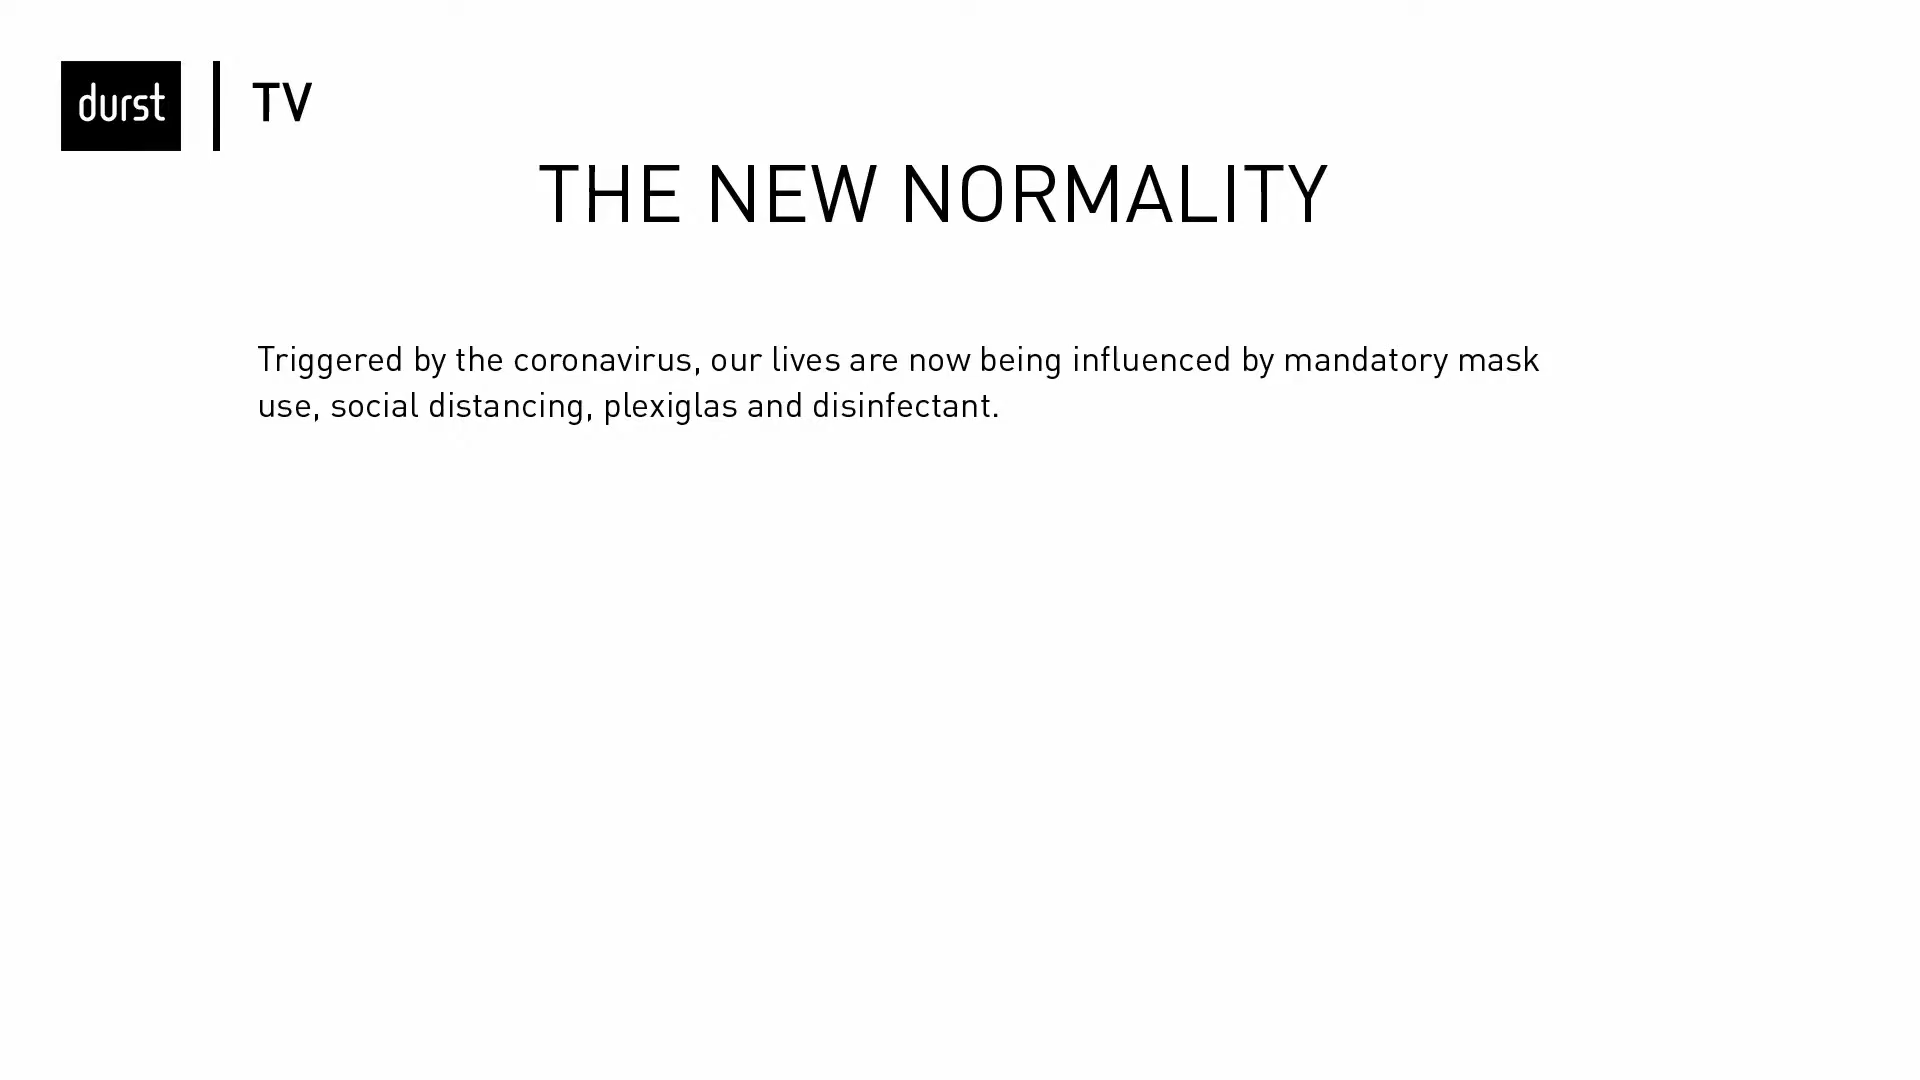 durst | TV
THE NEW NORMALITY
Triggered by the coronavirus, our lives are now being influenced by mandatory mask
use, social distancing, plexiglas and disinfectant.